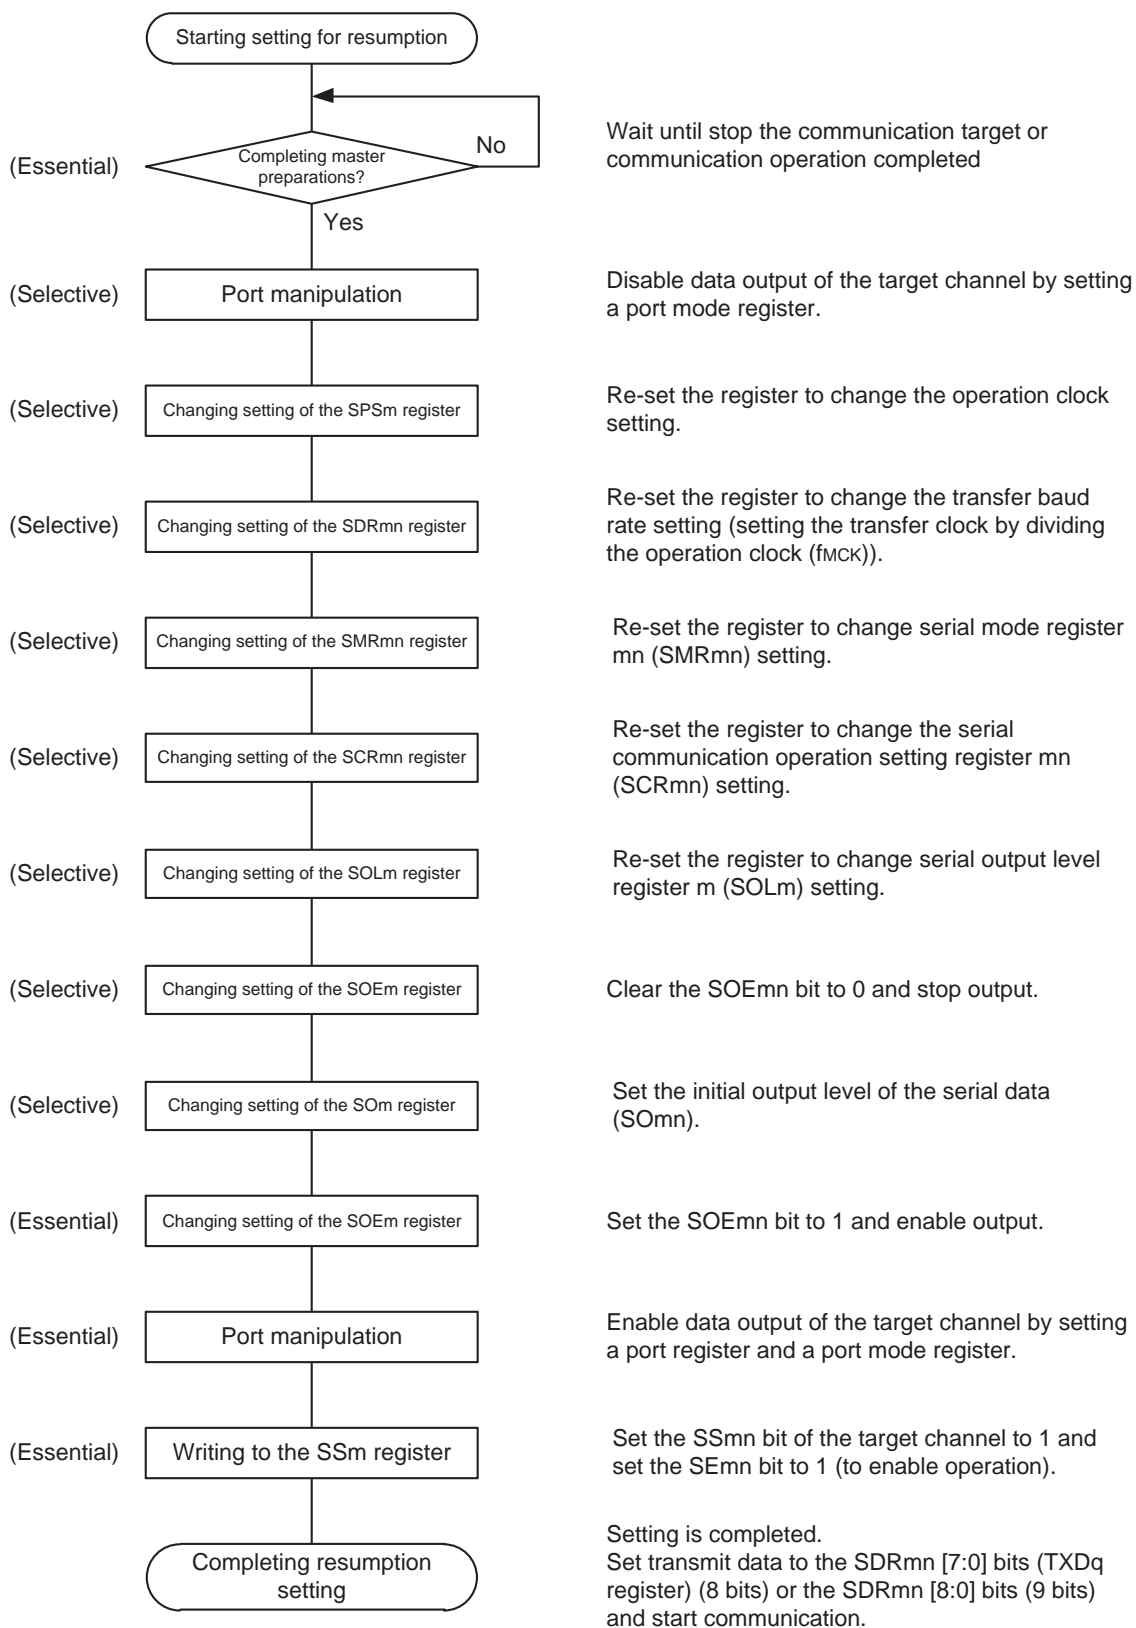 Starting setting for resumption
No
(Essential)
Completing master
preparations?
Wait until stop the communication target or
communication operation completed
Yes
(Selective)
Port manipulation
Disable data output of the target channel by setting
a port mode register.
(Selective)
Changing setting of the SPSm register
Re-set the register to change the operation clock
setting.
(Selective)
Changing setting of the SDRmn register
Re-set the register to change the transfer baud
rate setting (setting the transfer clock by dividing
the operation clock (fMCK)).
(Selective)
Changing setting of the SMRmn register
Re-set the register to change serial mode register
mn (SMRmn) setting.
(Selective)
Changing setting of the SCRmn register
Re-set the register to change the serial
communication operation setting register mn
(SCRmn) setting.
(Selective)
Changing setting of the SOLm register
Re-set the register to change serial output level
register m (SOLm) setting.
(Selective)
Changing setting of the SOEm register
Clear the SOEmn bit to 0 and stop output.
(Selective)
Changing setting of the SOm register
Set the initial output level of the serial data
(SOmn).
(Essential)
Changing setting of the SOEm register
Set the SOEmn bit to 1 and enable output.
(Essential)
Port manipulation
Enable data output of the target channel by setting
a port register and a port mode register.
(Essential)
Writing to the SSm register
Set the SSmn bit of the target channel to 1 and
set the SEmn bit to 1 (to enable operation).
Completing resumption
setting
Setting is completed.
Set transmit data to the SDRmn [7:0] bits (TXDq
register) (8 bits) or the SDRmn [8:0] bits (9 bits)
and start communication.